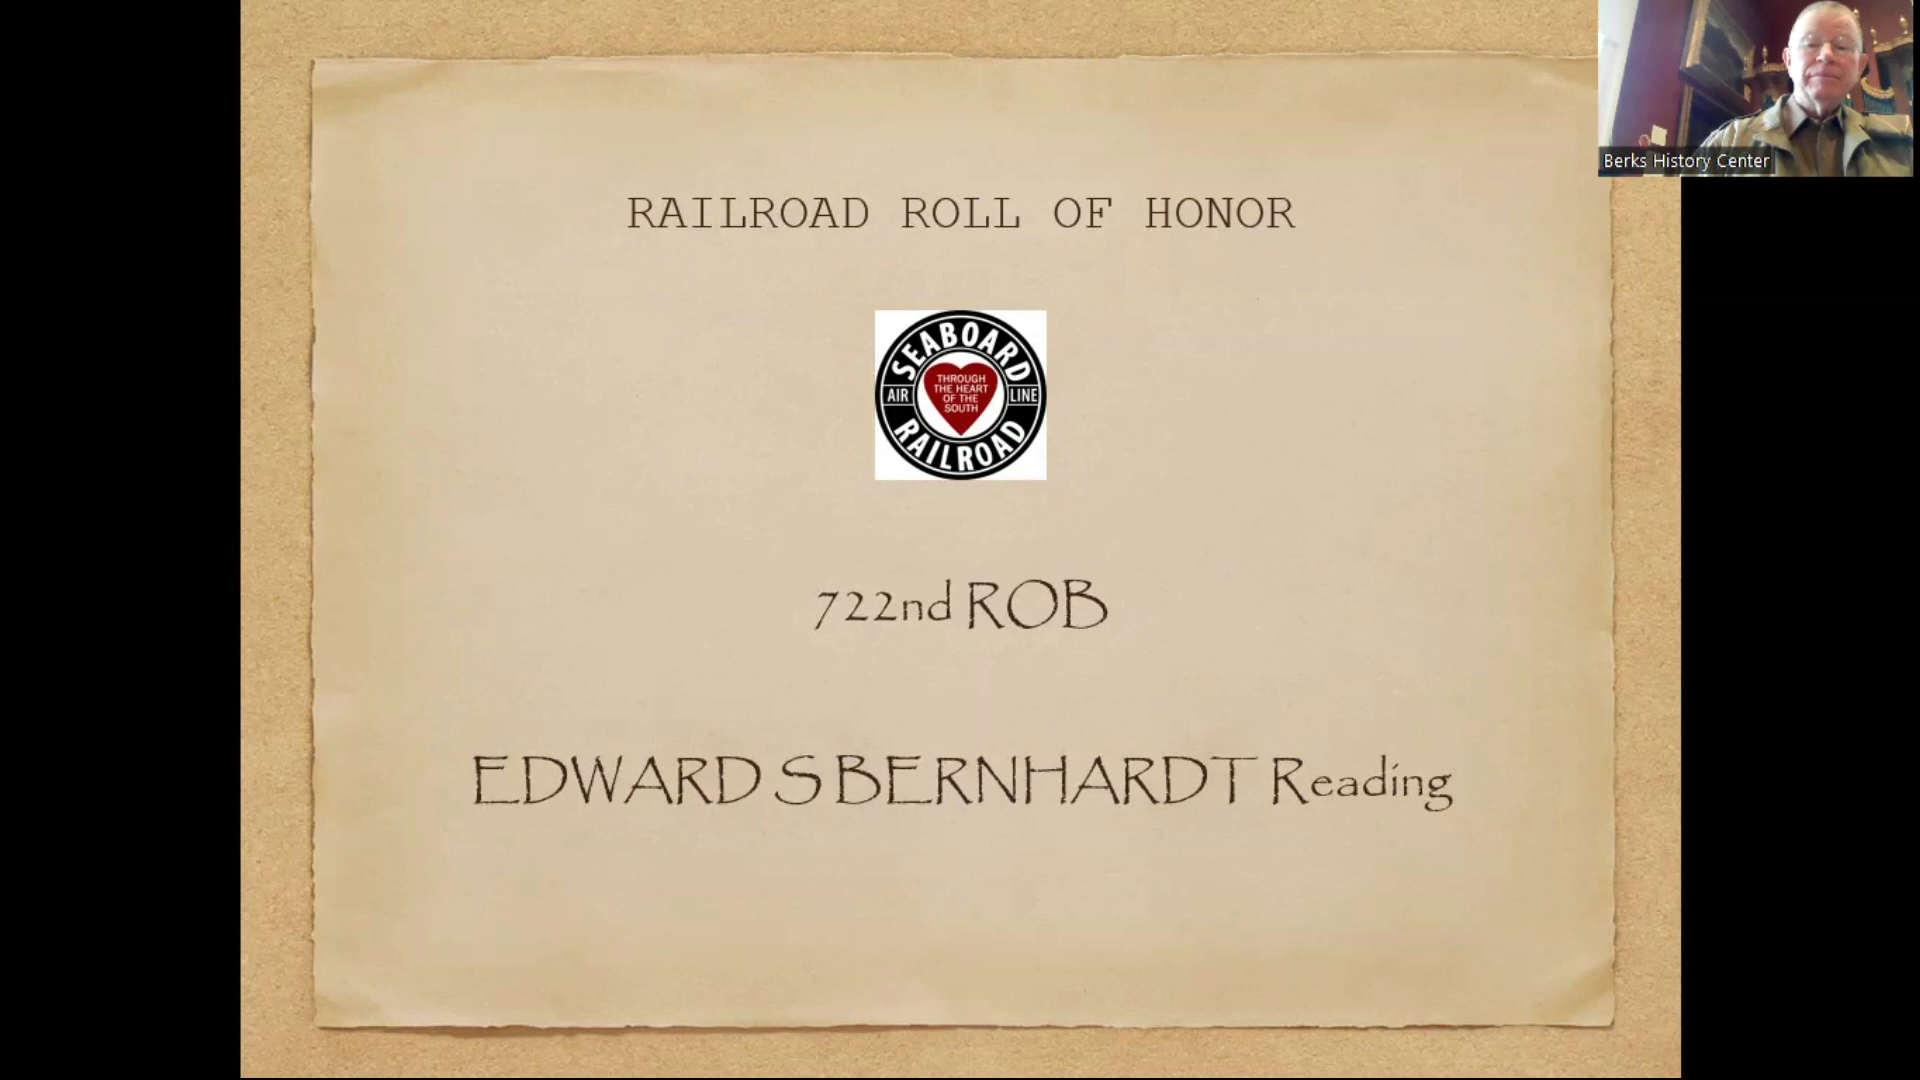 RAILROAD ROLL OF HONOR
SEABOARD
AIR LINE
THROUGH
THE HEART
OF THE
SOUTH
RAILROAD
722nd ROB
EDWARD S BERNHARDT Reading
Berks History Center